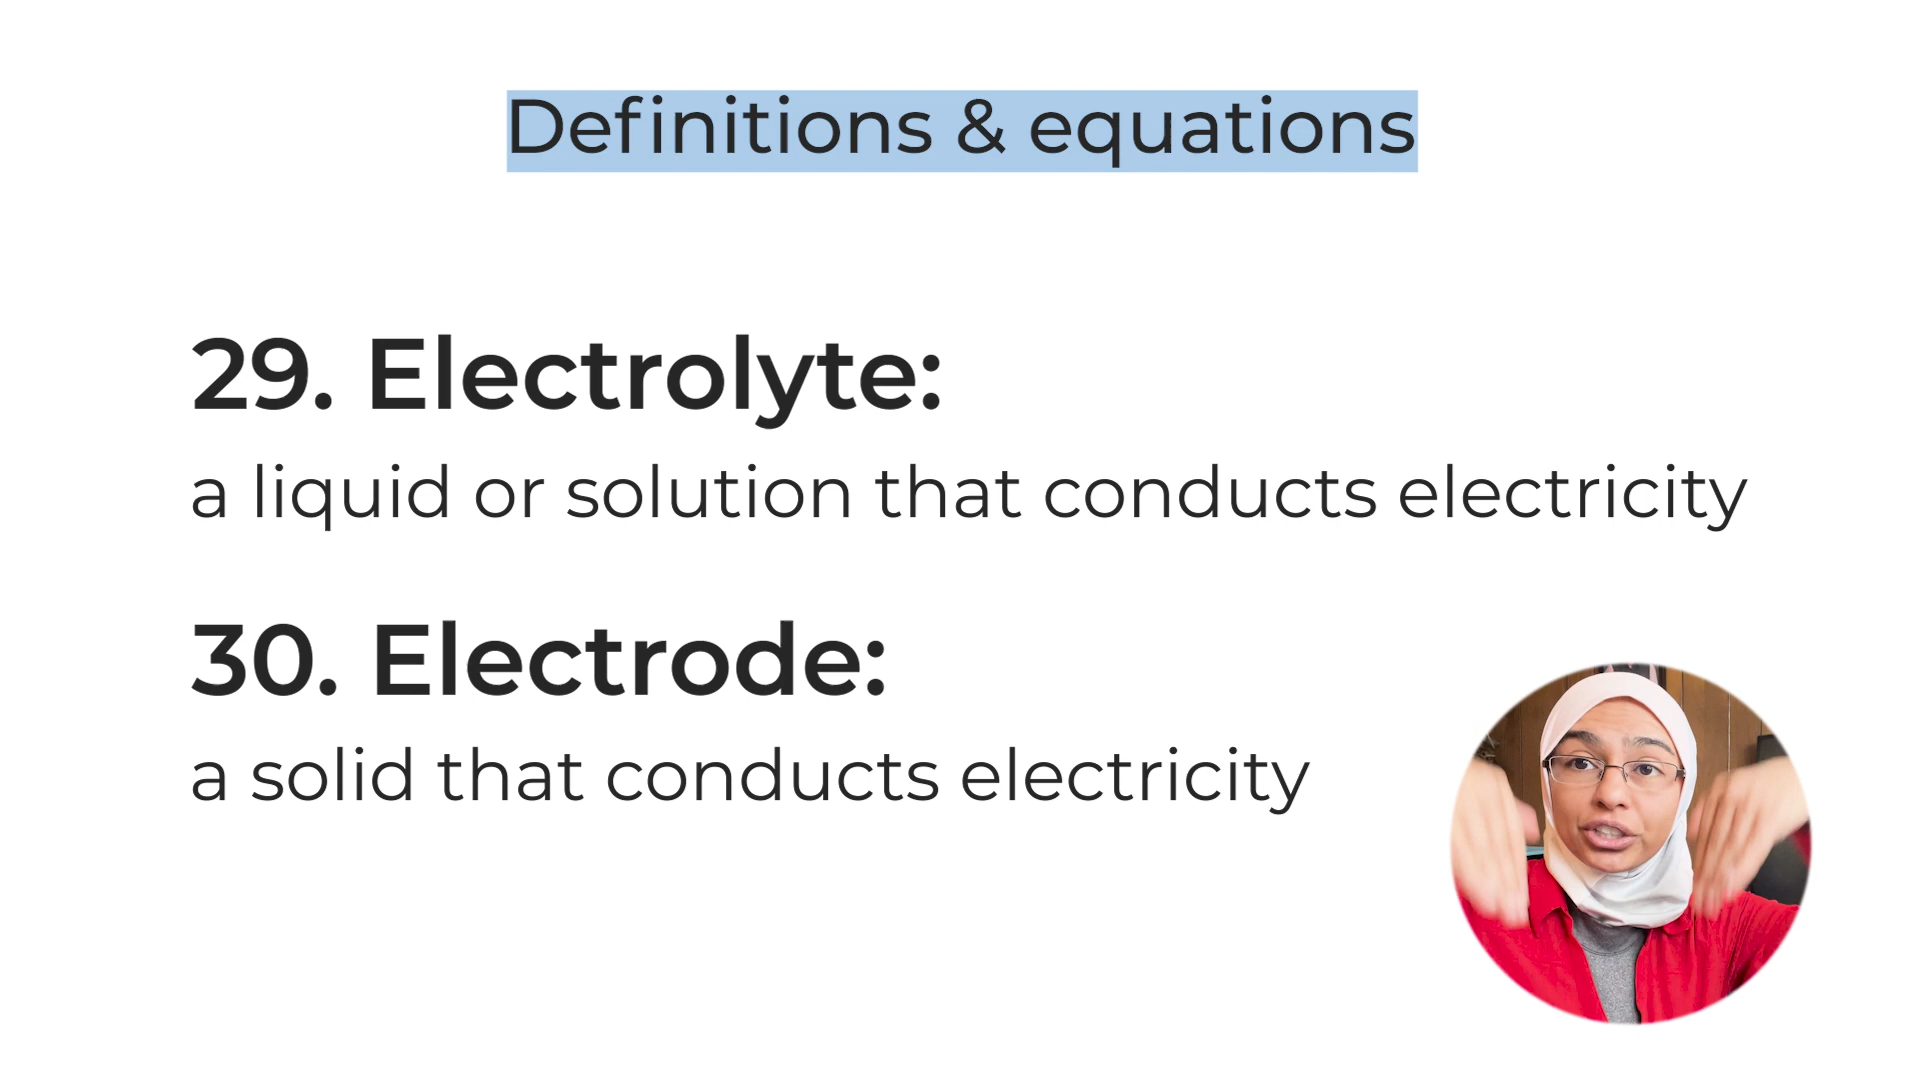 Definitions & equations
29. Electrolyte:
a liquid or solution that conducts electricity
30. Electrode:
a solid that conducts electricity